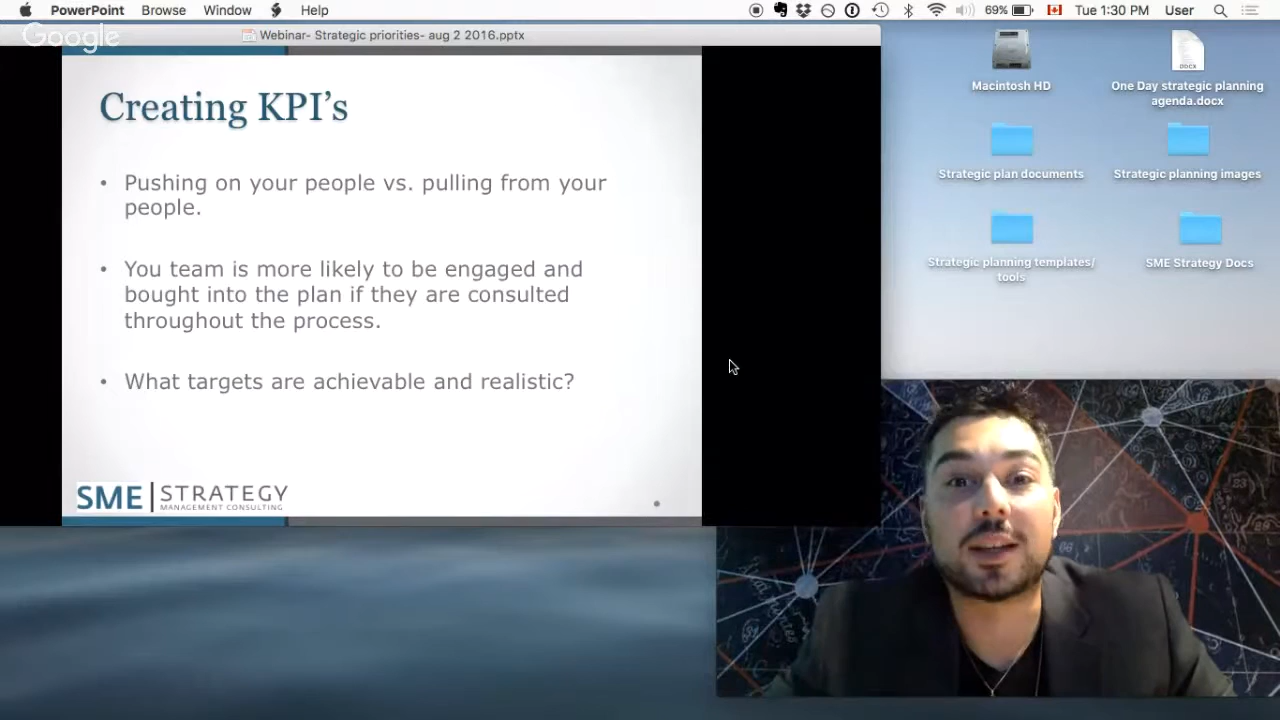 PowerPoint Browse Window Help
69% Tue 1:30 PM User
Google
Webinar- Strategic priorities- aug 2 2016.pptx
Creating KPI's
• Pushing on your people vs. pulling from your
people.
• You team is more likely to be engaged and
bought into the plan if they are consulted
throughout the process.
• What targets are achievable and realistic?
SME STRATEGY
MANAGEMENT CONSULTING
Macintosh HD
DOCX
One Day strategic planning
agenda.docx
Strategic plan documents
Strategic planning images
Strategic planning templates/
tools
SME Strategy Docs